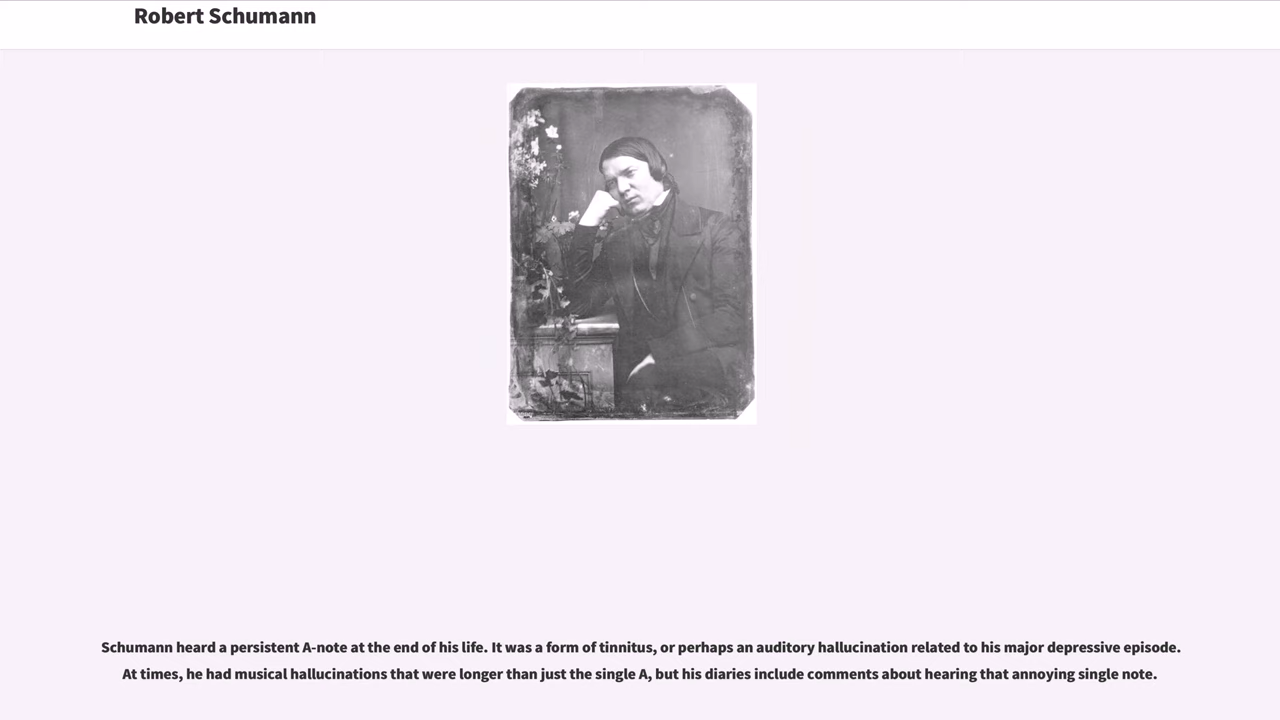 Robert Schumann
Schumann heard a persistent A-note at the end of his life. It was a form of tinnitus, or perhaps an auditory hallucination related to his major depressive episode.
At times, he had musical hallucinations that were longer than just the single A, but his diaries include comments about hearing that annoying single note.